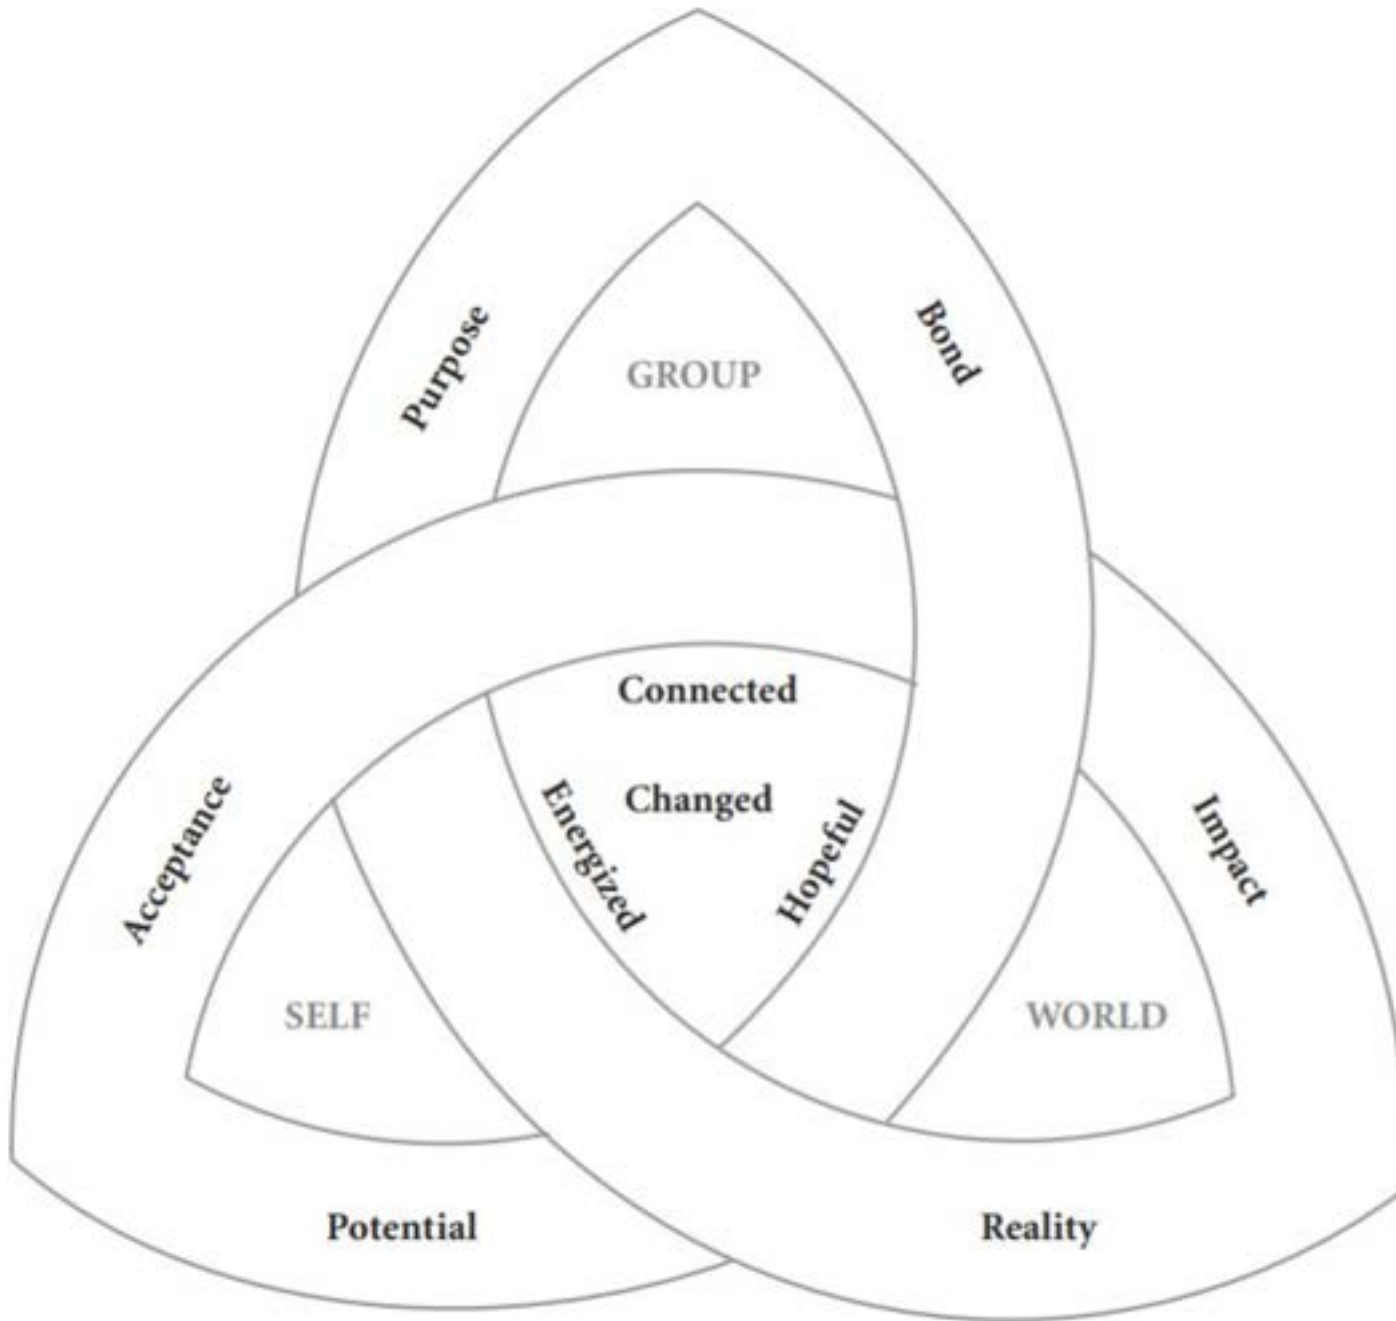 Purpose
Bond
GROUP
Connected
Changed
Energized
Hopeful
Acceptance
Impact
SELF
WORLD
Potential
Reality